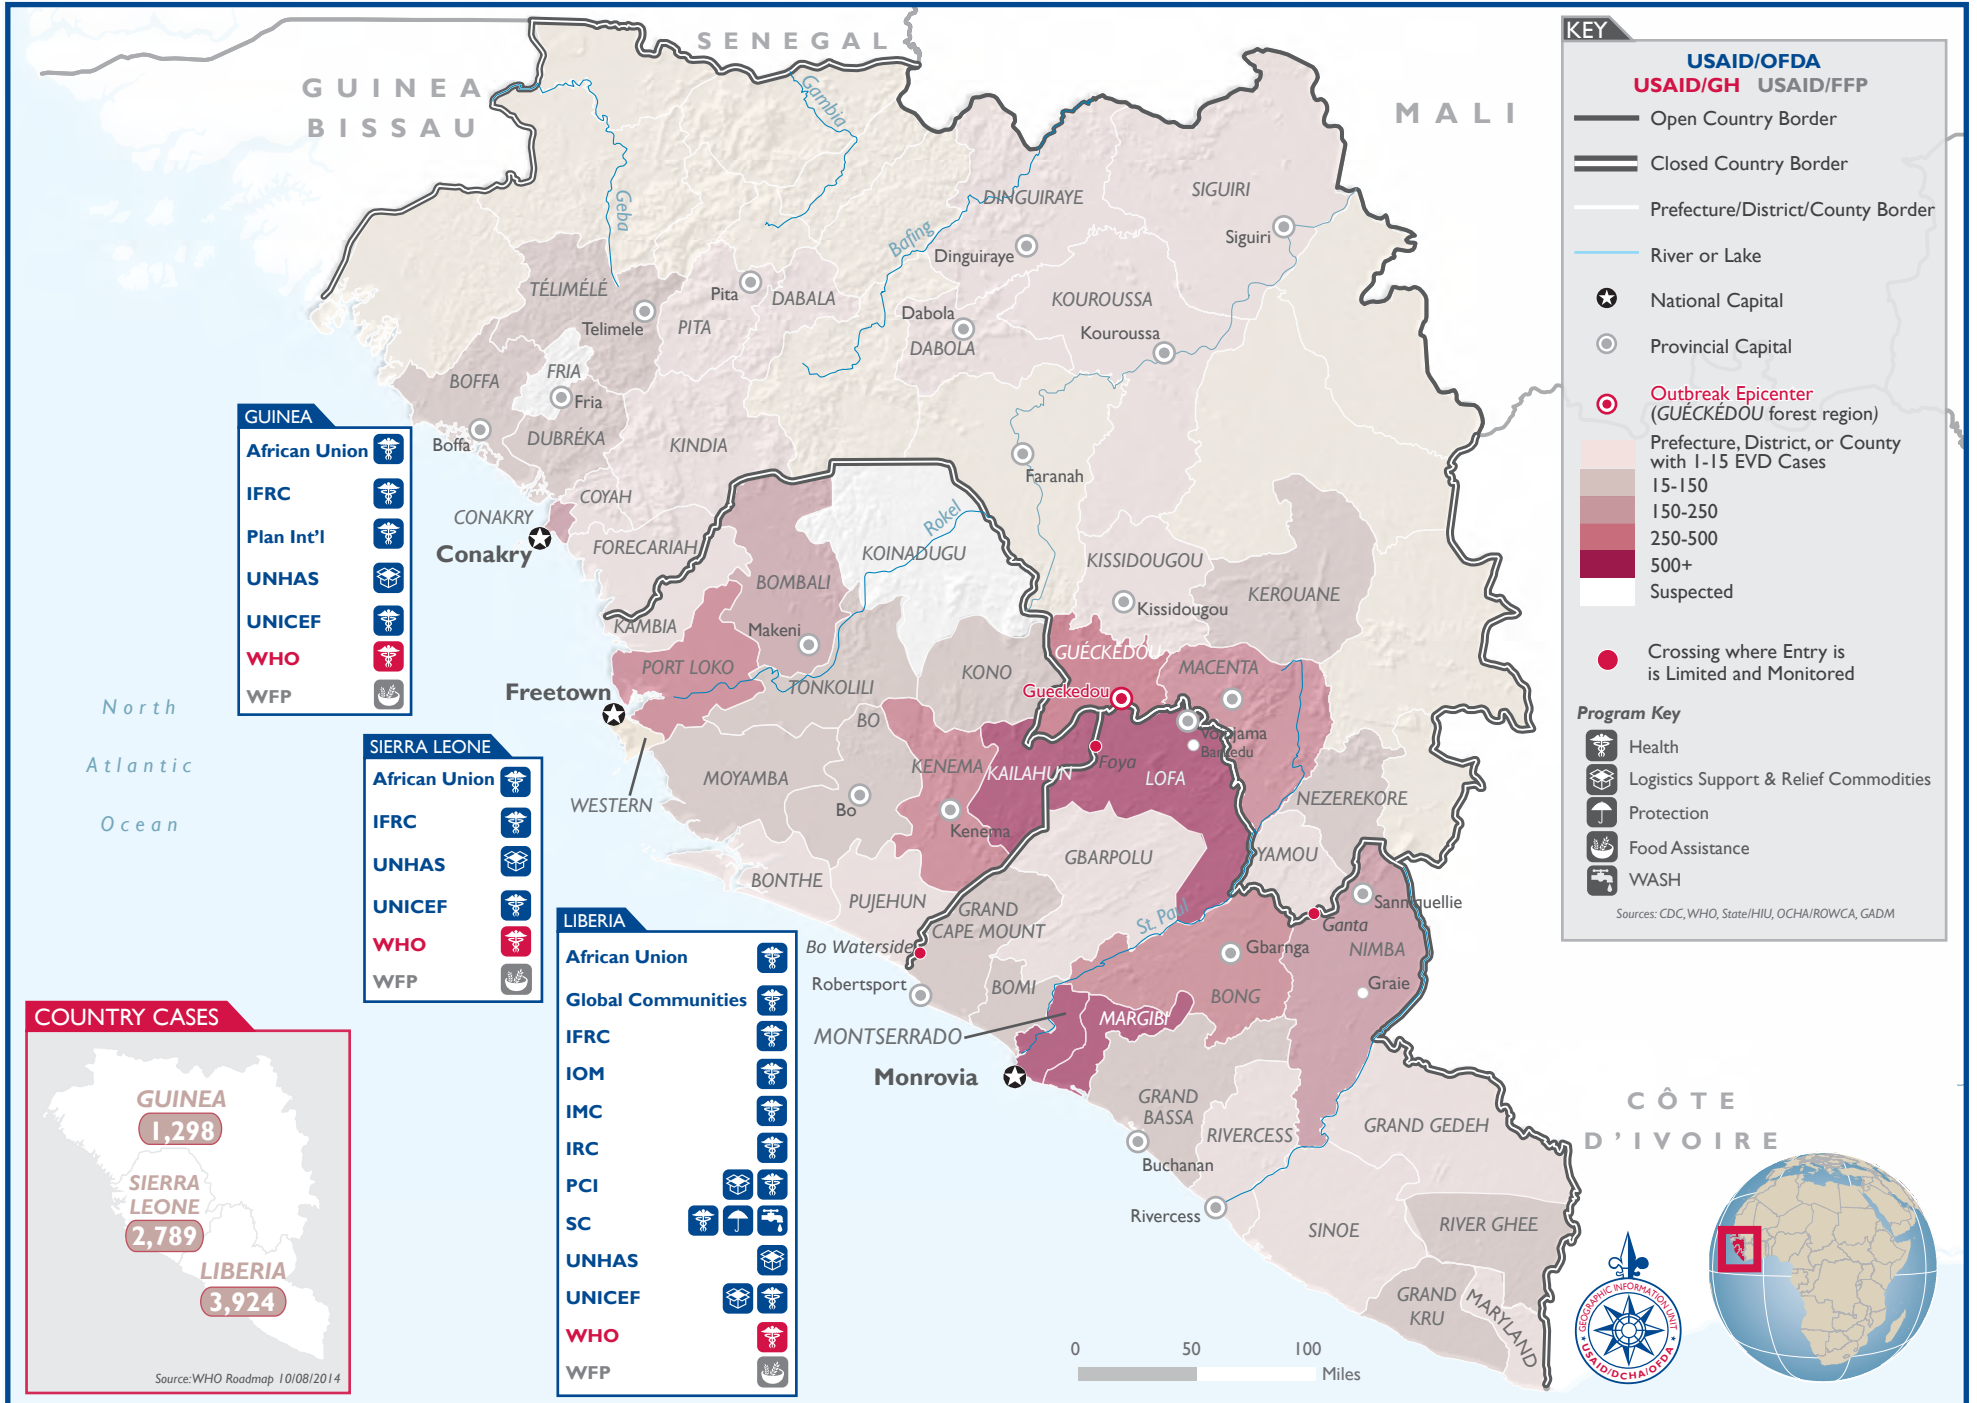 SENEGAL
GUINEA
BISSAU
MALI
CÔTE
D'IVOIRE
North
Atlantic
Ocean
Gambia
Geba
Bafing
Rokel
St. Paul
DINGUIRAYE
Dinguiraye
SIGUIRI
Siguiri
TÉLIMÉLÉ
Telimele
Pita
PITA
DABALA
Dabola
DABOLA
KOUROUSSA
Kouroussa
BOFFA
Boffa
FRIA
Fria
DUBRÉKA
KINDIA
COYAH
CONAKRY
Conakry
FORECARIAH
Faranah
KISSIDOUGOU
Kissidougou
KEROUANE
GUÉCKÉDOU
Gueckedou
MACENTA
NEZEREKORE
YAMOU
KOINADUGU
BOMBALI
Makeni
KAMBIA
PORT LOKO
Freetown
WESTERN
TONKOLILI
KONO
BO
Bo
MOYAMBA
KENEMA
Kenema
KAILAHUN
BONTHE
PUJEHUN
Foya
LOFA
Barkedu
GBARPOLU
GRAND
CAPE MOUNT
Bo Waterside
Robertsport
BOMI
MONTSERRADO
Monrovia
MARGIBI
BONG
Gbarnga
Ganta
Sanniquellie
NIMBA
Graie
GRAND
BASSA
Buchanan
RIVERCESS
Rivercess
GRAND GEDEH
SINOE
RIVER GHEE
GRAND
KRU
MARYLAND
KEY
USAID/OFDA
USAID/GH USAID/FFP
Open Country Border
Closed Country Border
Prefecture/District/County Border
River or Lake
National Capital
Provincial Capital
Outbreak Epicenter
(GUÉCKÉDOU forest region)
Prefecture, District, or County
with 1-15 EVD Cases
15-150
150-250
250-500
500+
Suspected
Crossing where Entry is
is Limited and Monitored
Program Key
Health
Logistics Support & Relief Commodities
Protection
Food Assistance
WASH
Sources: CDC, WHO, State/HIU, OCHA/ROWCA, GADM
GUINEA
African Union
IFRC
Plan Int'l
UNHAS
UNICEF
WHO
WFP
SIERRA LEONE
African Union
IFRC
UNHAS
UNICEF
WHO
WFP
LIBERIA
African Union
Global Communities
IFRC
IOM
IMC
IRC
PCI
SC
UNHAS
UNICEF
WHO
WFP
COUNTRY CASES
GUINEA
1,298
SIERRA
LEONE
2,789
LIBERIA
3,924
Source: WHO Roadmap 10/08/2014
0 50 100
Miles
GEOGRAPHIC INFORMATION UNIT
USAID/DCHA/OFDA